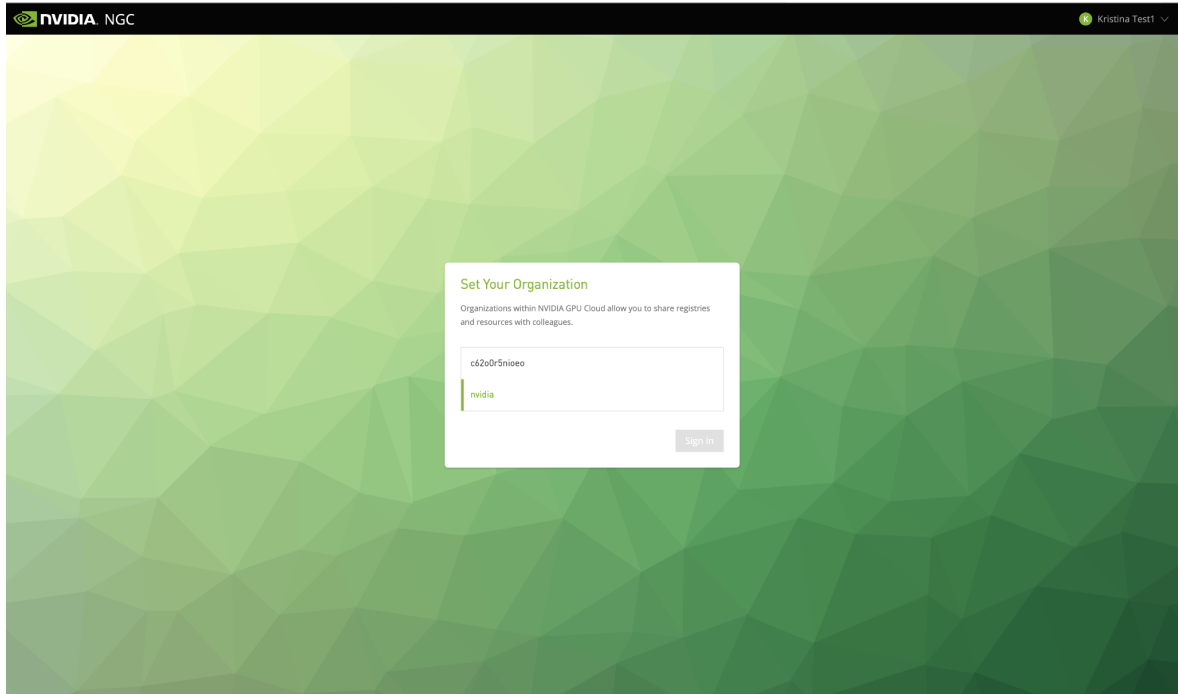 NVIDIA. NGC
K Kristina Test1
Set Your Organization
Organizations within NVIDIA GPU Cloud allow you to share registries
and resources with colleagues.
c62o0r5nioeo
nvidia
Sign In